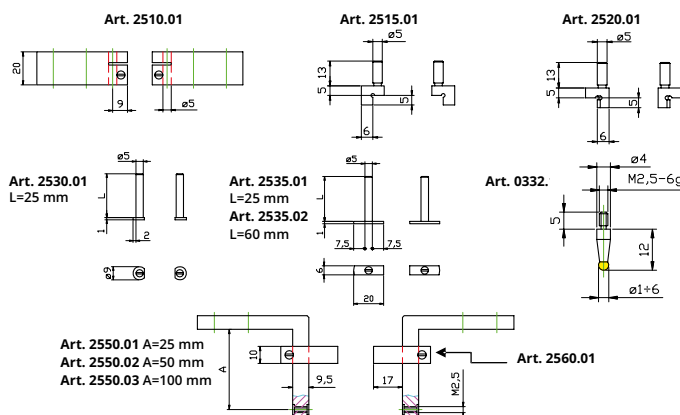 Art. 2510.01
20
9
ø5
Art. 2515.01
ø5
13
5
5
6
Art. 2520.01
ø5
13
5
5
6
Art. 2530.01
L=25 mm
ø5
L
1
2
ø9
Art. 2535.01
L=25 mm
Art. 2535.02
L=60 mm
ø5
L
1
7,5
7,5
6
20
Art. 0332.
ø4
M2,5-6g
5
12
ø1÷6
Art. 2550.01 A=25 mm
Art. 2550.02 A=50 mm
Art. 2550.03 A=100 mm
A
10
9,5
17
M2,5
Art. 2560.01